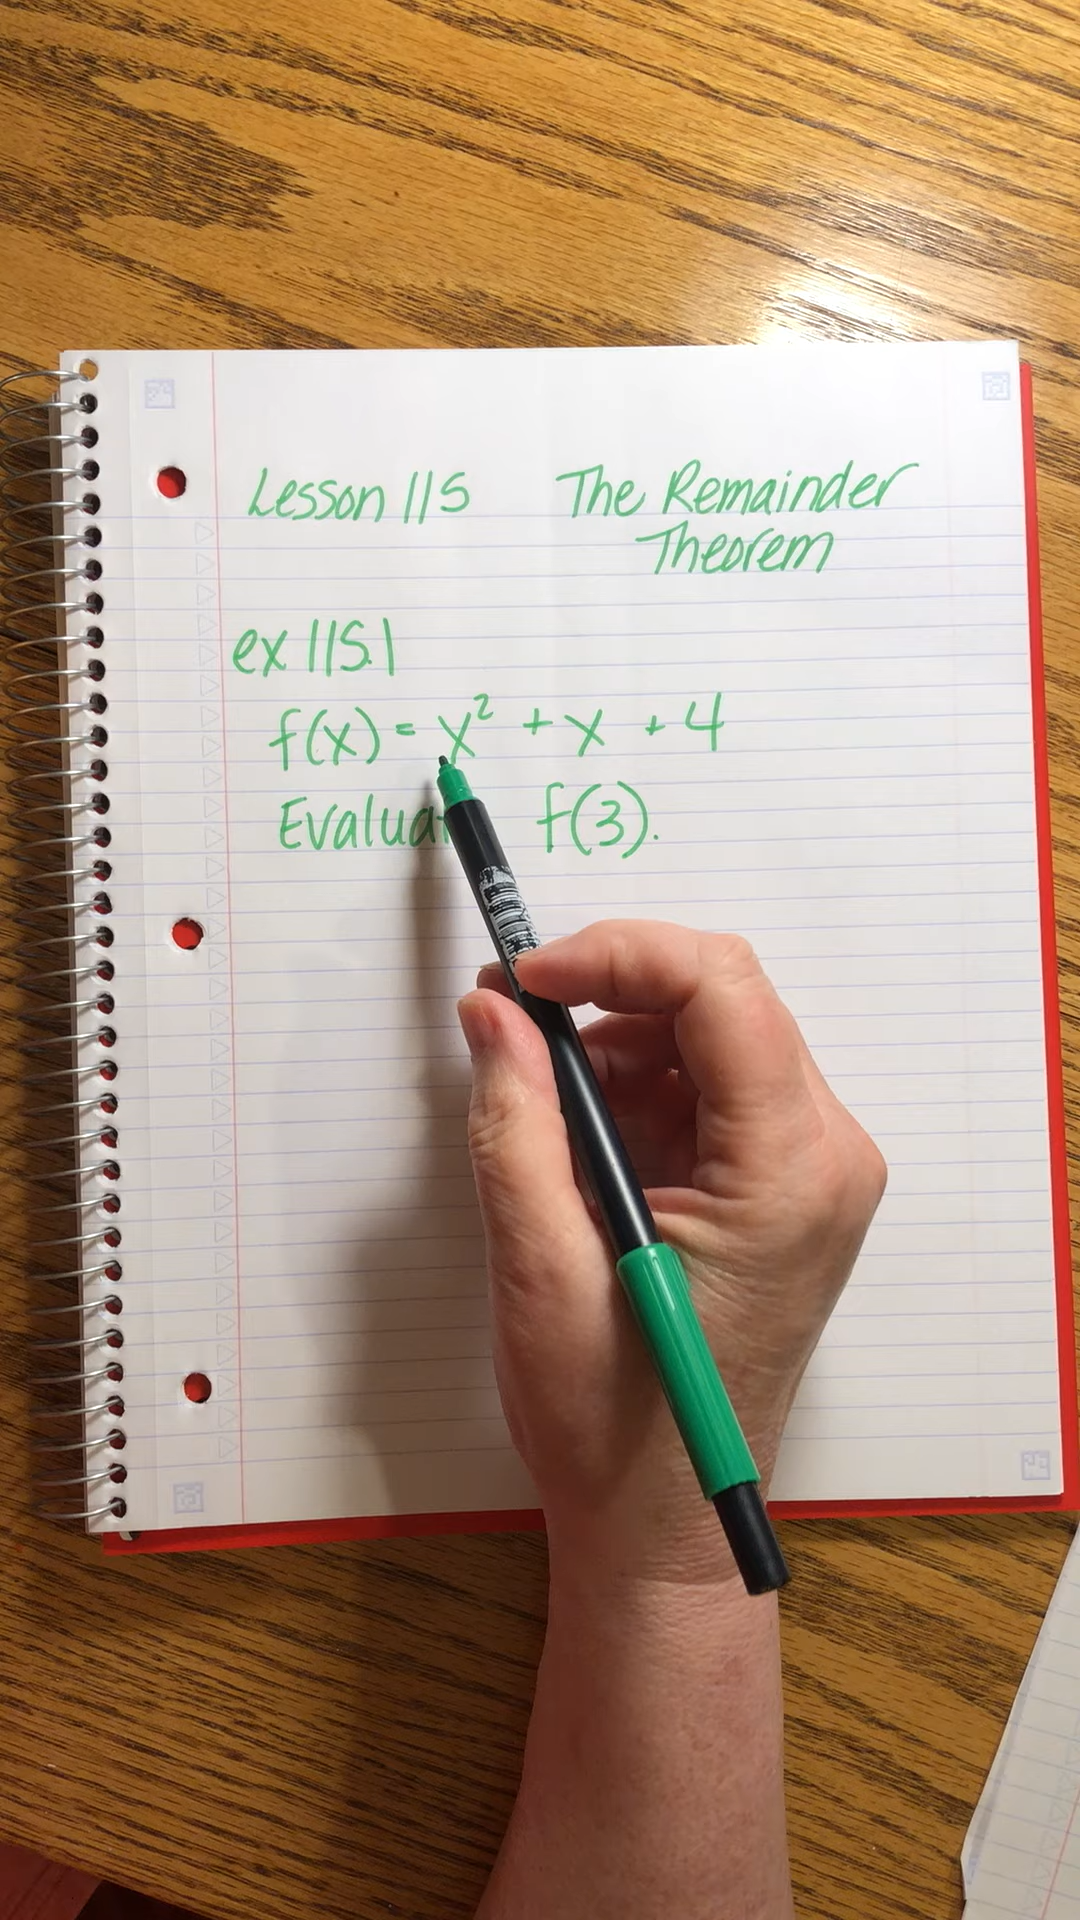 Lesson 115 The Remainder
Theorem
ex 115.1
f(x) = x² + x + 4
f(3).